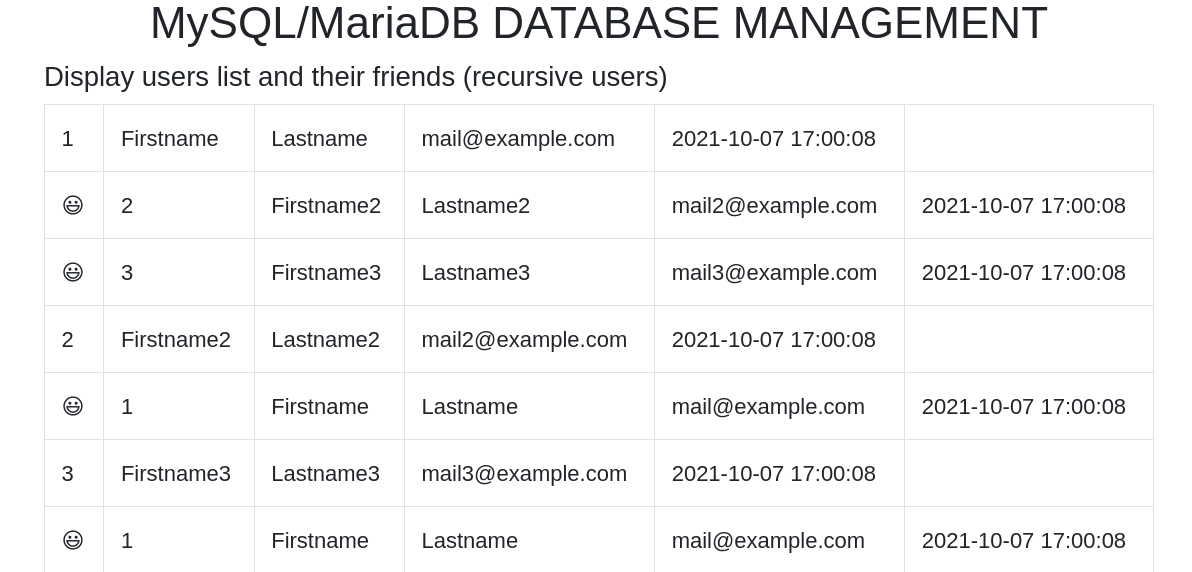 MySQL/MariaDB DATABASE MANAGEMENT
Display users list and their friends (recursive users)
1 Firstname Lastname mail@example.com 2021-10-07 17:00:08
😃 2 Firstname2 Lastname2 mail2@example.com 2021-10-07 17:00:08
😃 3 Firstname3 Lastname3 mail3@example.com 2021-10-07 17:00:08
2 Firstname2 Lastname2 mail2@example.com 2021-10-07 17:00:08
😃 1 Firstname Lastname mail@example.com 2021-10-07 17:00:08
3 Firstname3 Lastname3 mail3@example.com 2021-10-07 17:00:08
😃 1 Firstname Lastname mail@example.com 2021-10-07 17:00:08